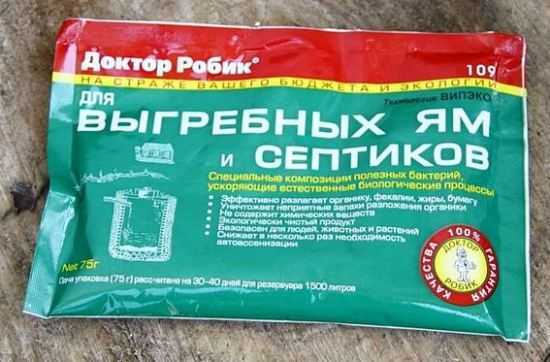 Доктор Робик®
109
НА СТРАЖЕ ВАШЕГО БЮДЖЕТА И ЭКОЛОГИИ
Технология ВИПЭКО
ДЛЯ
ВЫГРЕБНЫХ ЯМ
И СЕПТИКОВ
Специальные композиции полезных бактерий,
ускоряющие естественные биологические процессы
Эффективно разлагает органику, фекалии, жиры, бумагу
Уничтожает неприятные запахи разложения органики
Не содержит химических веществ
Экологически чистый продукт
Безопасен для людей, животных и растений
Снижает в несколько раз необходимость
автоассенизации
Net 75г
Одна упаковка (75 г) рассчитана на 30-40 дней для резервуара 1500 литров
100% ГАРАНТИЯ КАЧЕСТВА
ДОКТОР
РОБИК